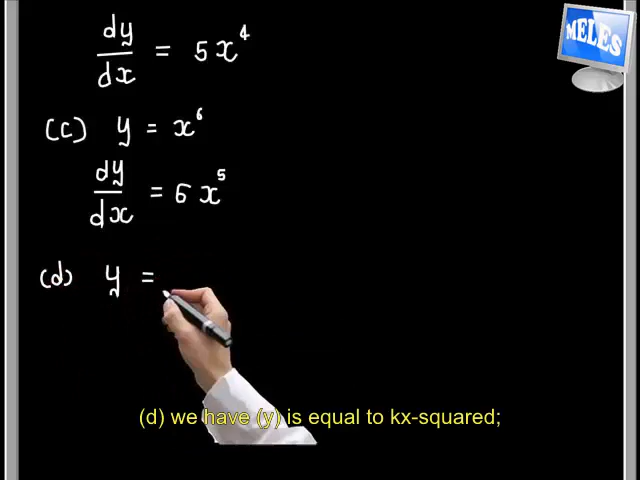 MELES
dy/dx = 5x⁴
(c) y = x⁶
dy/dx = 6x⁵
(d) y =
(d) we have (y) is equal to kx-squared;